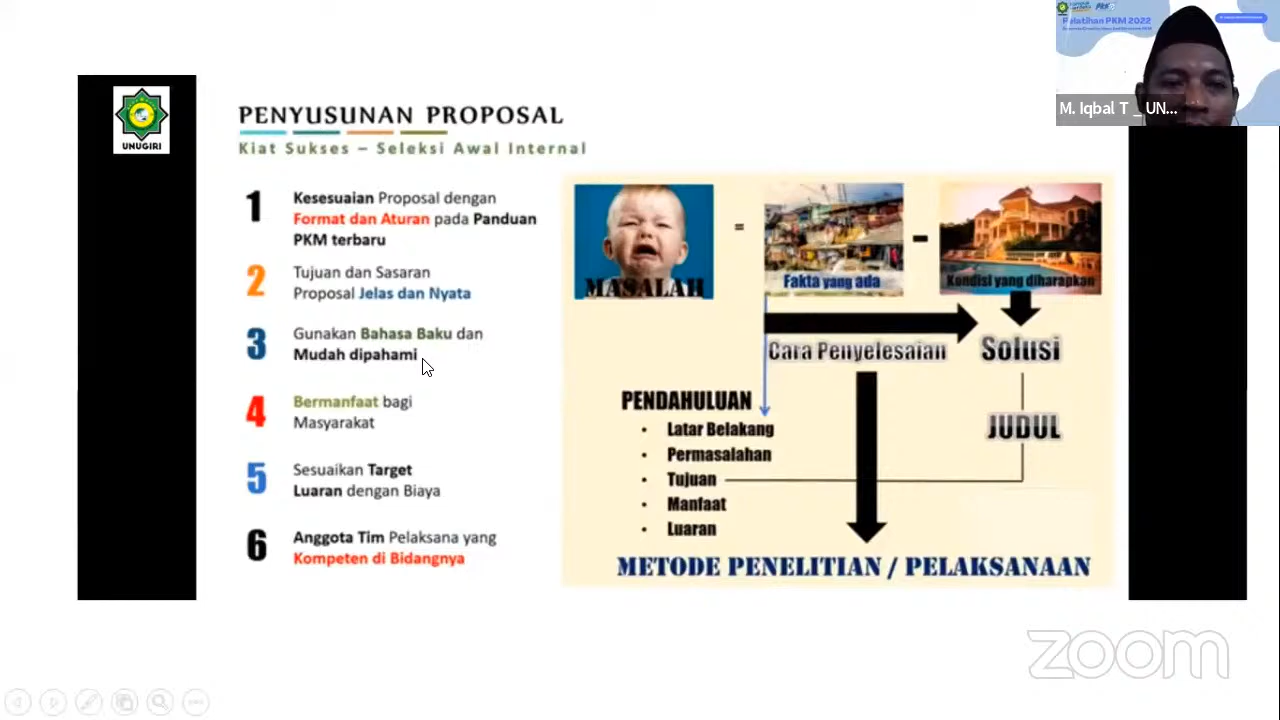 Pelatihan PKM 2022
M. Iqbal T _ UN...
UNUGIRI
PENYUSUNAN PROPOSAL
Kiat Sukses – Seleksi Awal Internal
1
Kesesuaian Proposal dengan
Format dan Aturan pada Panduan
PKM terbaru
2
Tujuan dan Sasaran
Proposal Jelas dan Nyata
3
Gunakan Bahasa Baku dan
Mudah dipahami
4
Bermanfaat bagi
Masyarakat
5
Sesuaikan Target
Luaran dengan Biaya
6
Anggota Tim Pelaksana yang
Kompeten di Bidangnya
MASALAH
=
Fakta yang ada
-
Kondisi yang diharapkan
Cara Penyelesaian
Solusi
JUDUL
PENDAHULUAN
• Latar Belakang
• Permasalahan
• Tujuan
• Manfaat
• Luaran
METODE PENELITIAN / PELAKSANAAN
zoom